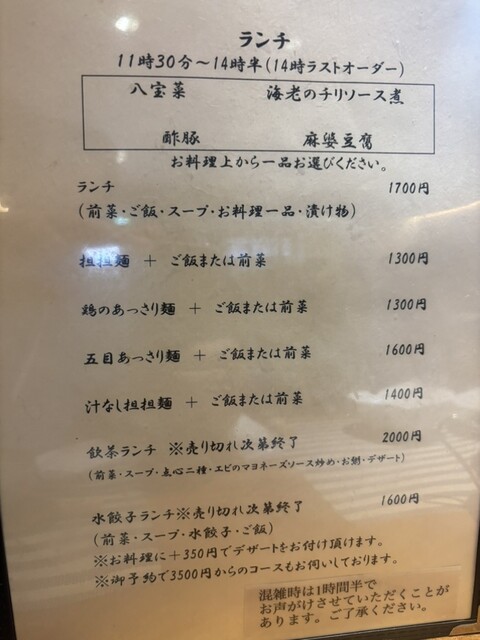 ランチ
11時30分～14時半(14時ラストオーダー)
八宝菜 海老のチリソース煮
酢豚 麻婆豆腐
お料理上から一品お選びください。
ランチ 1700円
(前菜・ご飯・スープ・お料理一品・漬け物)
担担麺 + ご飯または前菜 1300円
鶏のあっさり麺 + ご飯または前菜 1300円
五目あっさり麺 + ご飯または前菜 1600円
汁なし担担麺 + ご飯または前菜 1400円
飲茶ランチ ※売り切れ次第終了 2000円
(前菜・スープ・点心二種・エビのマヨネーズソース炒め・お粥・デザート)
水餃子ランチ※売り切れ次第終了 1600円
(前菜・スープ・水餃子・ご飯)
※お料理に+350円でデザートをお付け頂けます。
※御予約で3500円からのコースもお伺いしております。
混雑時は1時間半で
お声がけさせていただくことが
あります。ご了承ください。